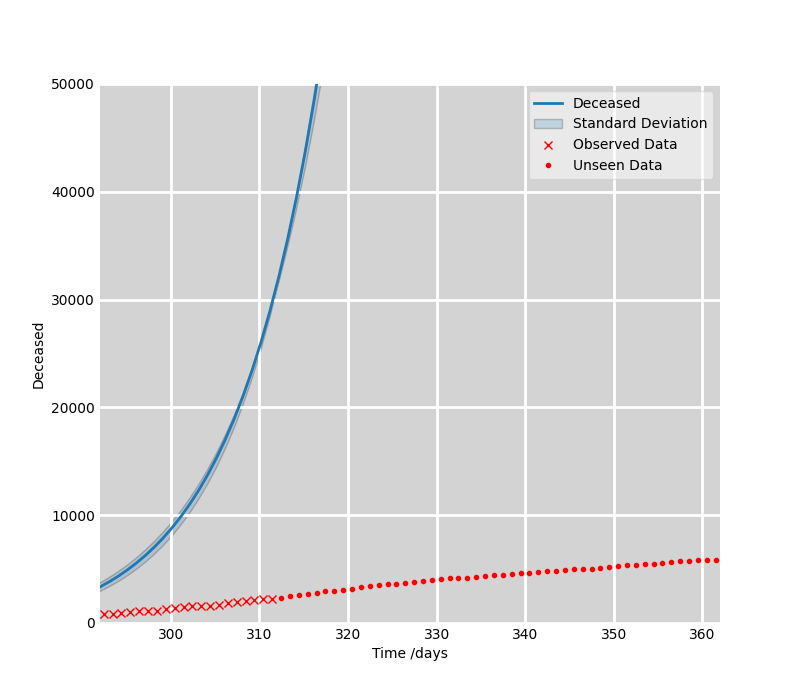 50000
40000
30000
20000
10000
0
Deceased
Deceased
Standard Deviation
Observed Data
Unseen Data
300
310
320
330
340
350
360
Time /days